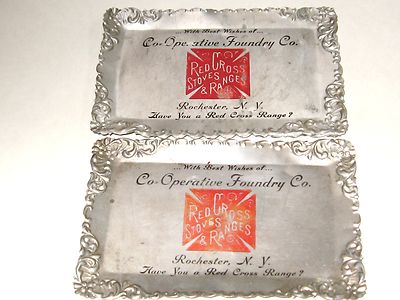 With Best Wishes of...
Co-Operative Foundry Co.
RED CROSS
STOVES
& RANGES
Rochester, N. Y.
Have You a Red Cross Range?
...With Best Wishes of...
Co-Operative Foundry Co.
RED CROSS
STOVES RANGES
&
Rochester, N. Y.
Have You a Red Cross Range?